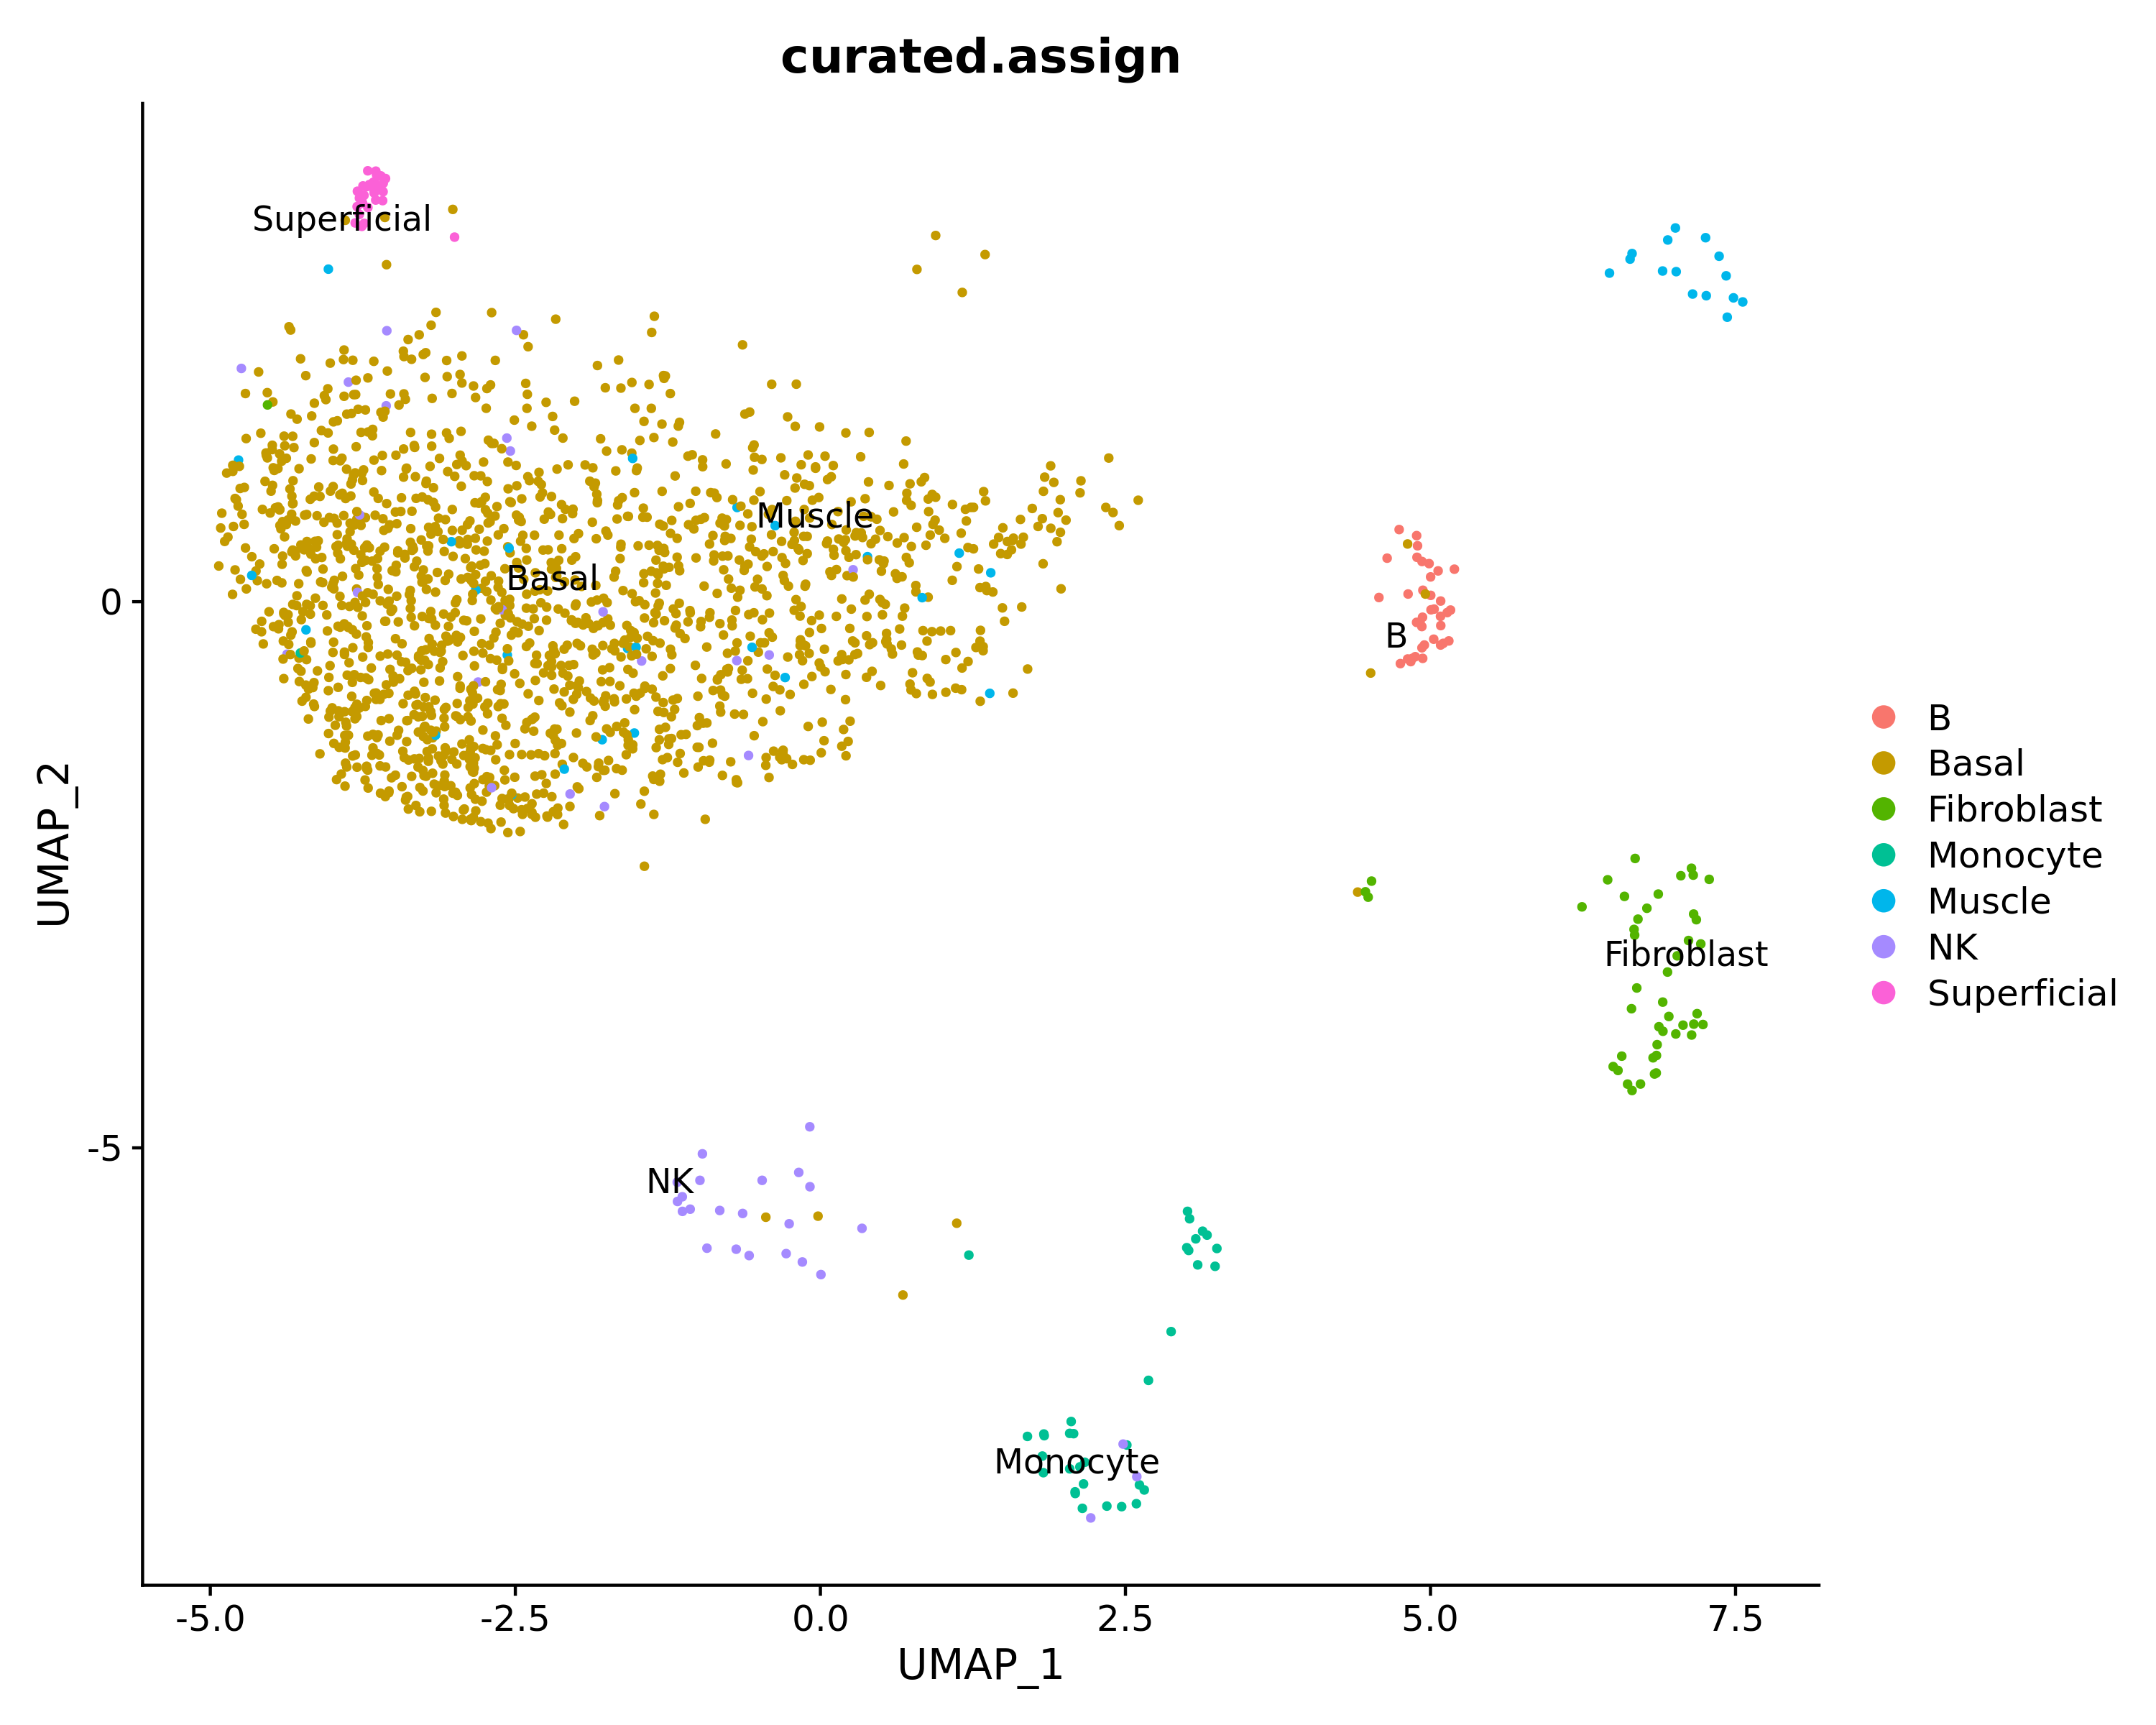 curated.assign
Superficial
Muscle
Basal
B
Fibroblast
NK
Monocyte
UMAP_2
0
-5
-5.0
-2.5
0.0
2.5
5.0
7.5
UMAP_1
B
Basal
Fibroblast
Monocyte
Muscle
NK
Superficial